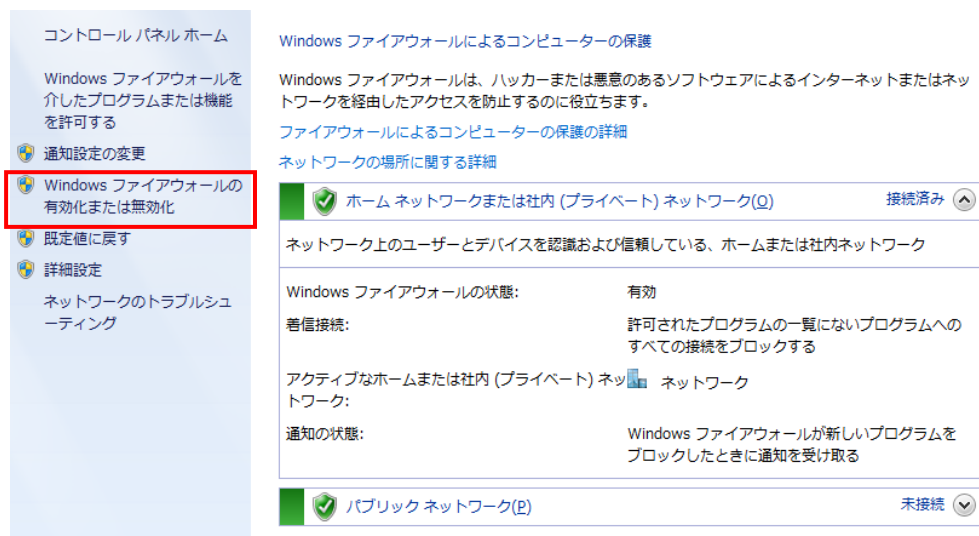 コントロール パネル ホーム
Windows ファイアウォールを
介したプログラムまたは機能
を許可する
通知設定の変更
Windows ファイアウォールの
有効化または無効化
既定値に戻す
詳細設定
ネットワークのトラブルシュ
ーティング
Windows ファイアウォールによるコンピューターの保護
Windows ファイアウォールは、ハッカーまたは悪意のあるソフトウェアによるインターネットまたはネッ
トワークを経由したアクセスを防止するのに役立ちます。
ファイアウォールによるコンピューターの保護の詳細
ネットワークの場所に関する詳細
ホーム ネットワークまたは社内 (プライベート) ネットワーク(O) 接続済み
ネットワーク上のユーザーとデバイスを認識および信頼している、ホームまたは社内ネットワーク
Windows ファイアウォールの状態: 有効
着信接続: 許可されたプログラムの一覧にないプログラムへの
すべての接続をブロックする
アクティブなホームまたは社内 (プライベート) ネッ ネットワーク
トワーク:
通知の状態: Windows ファイアウォールが新しいプログラムを
ブロックしたときに通知を受け取る
パブリック ネットワーク(P) 未接続